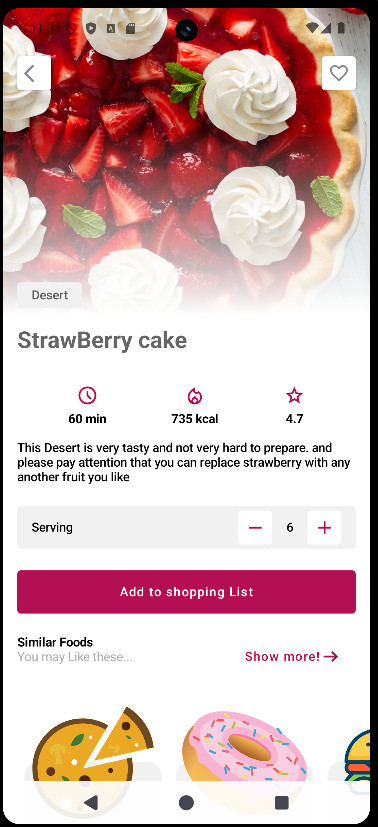 11:38
Desert
StrawBerry cake
60 min
735 kcal
4.7
This Desert is very tasty and not very hard to prepare. and
please pay attention that you can replace strawberry with any
another fruit you like
Serving
6
Add to shopping List
Similar Foods
You may Like these...
Show more!